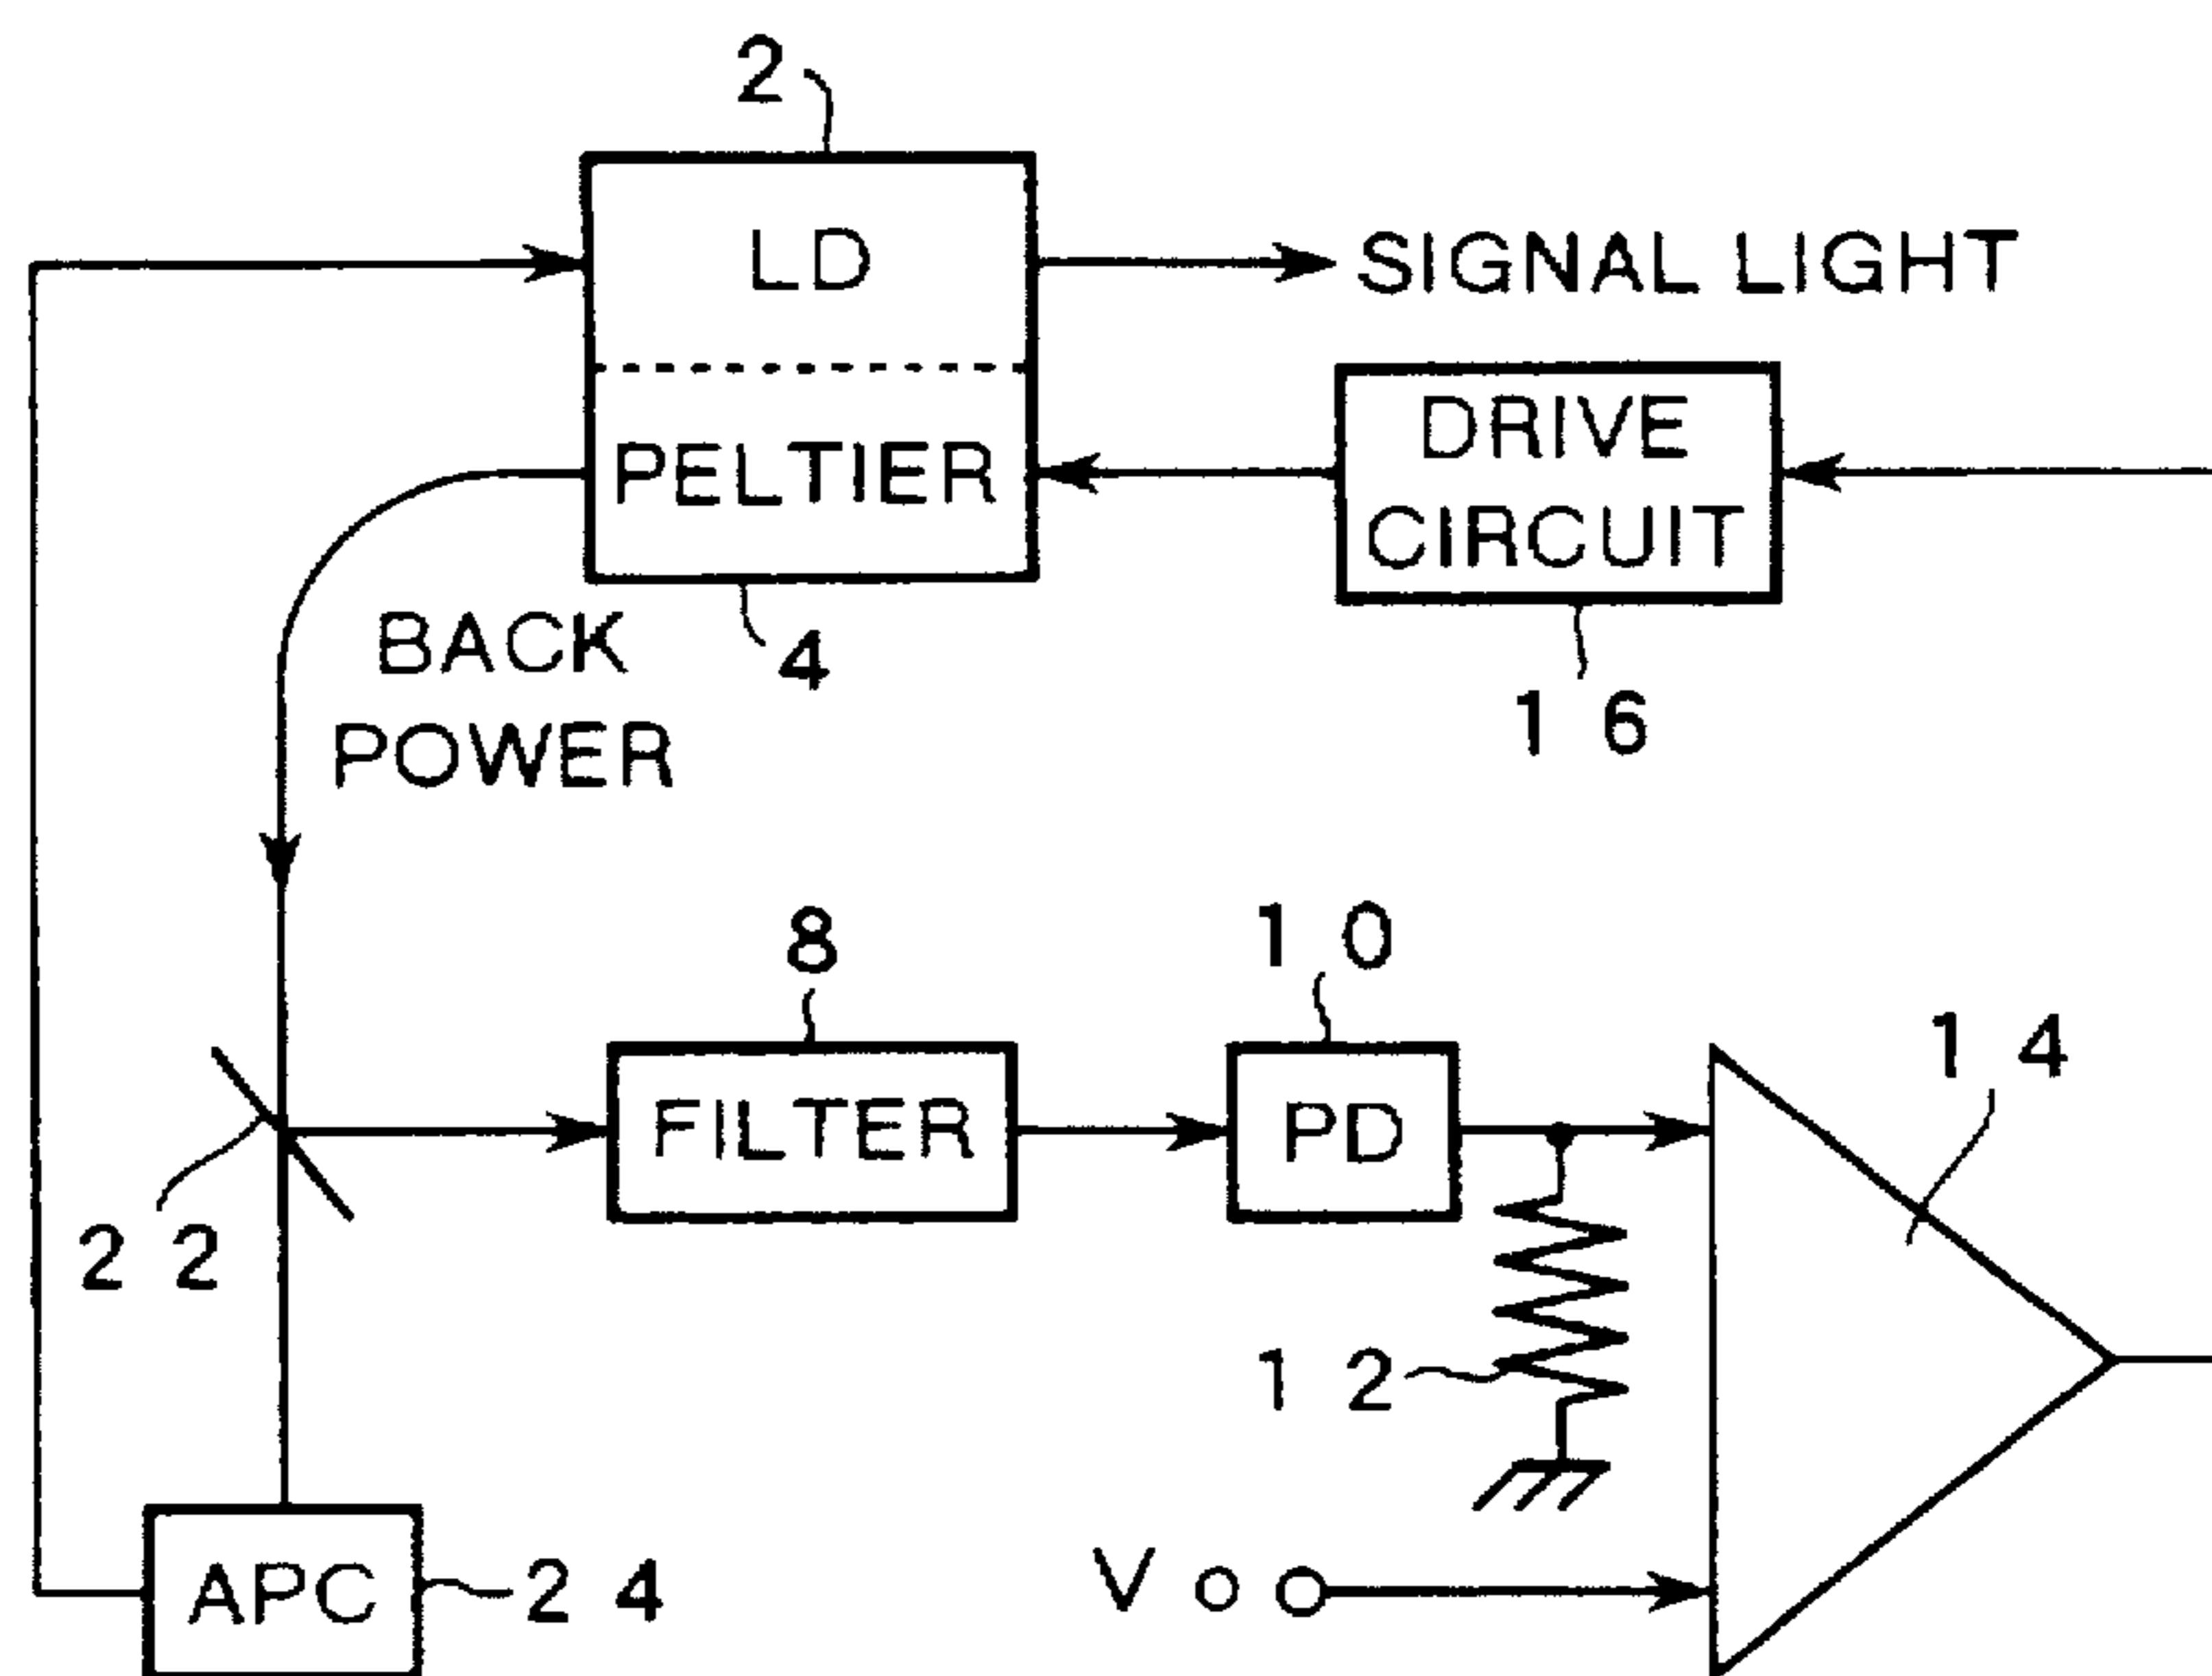 2
LD
SIGNAL LIGHT
PELTIER
DRIVE
CIRCUIT
4
16
BACK
POWER
8
10
14
FILTER
PD
22
12
APC
24
Vo